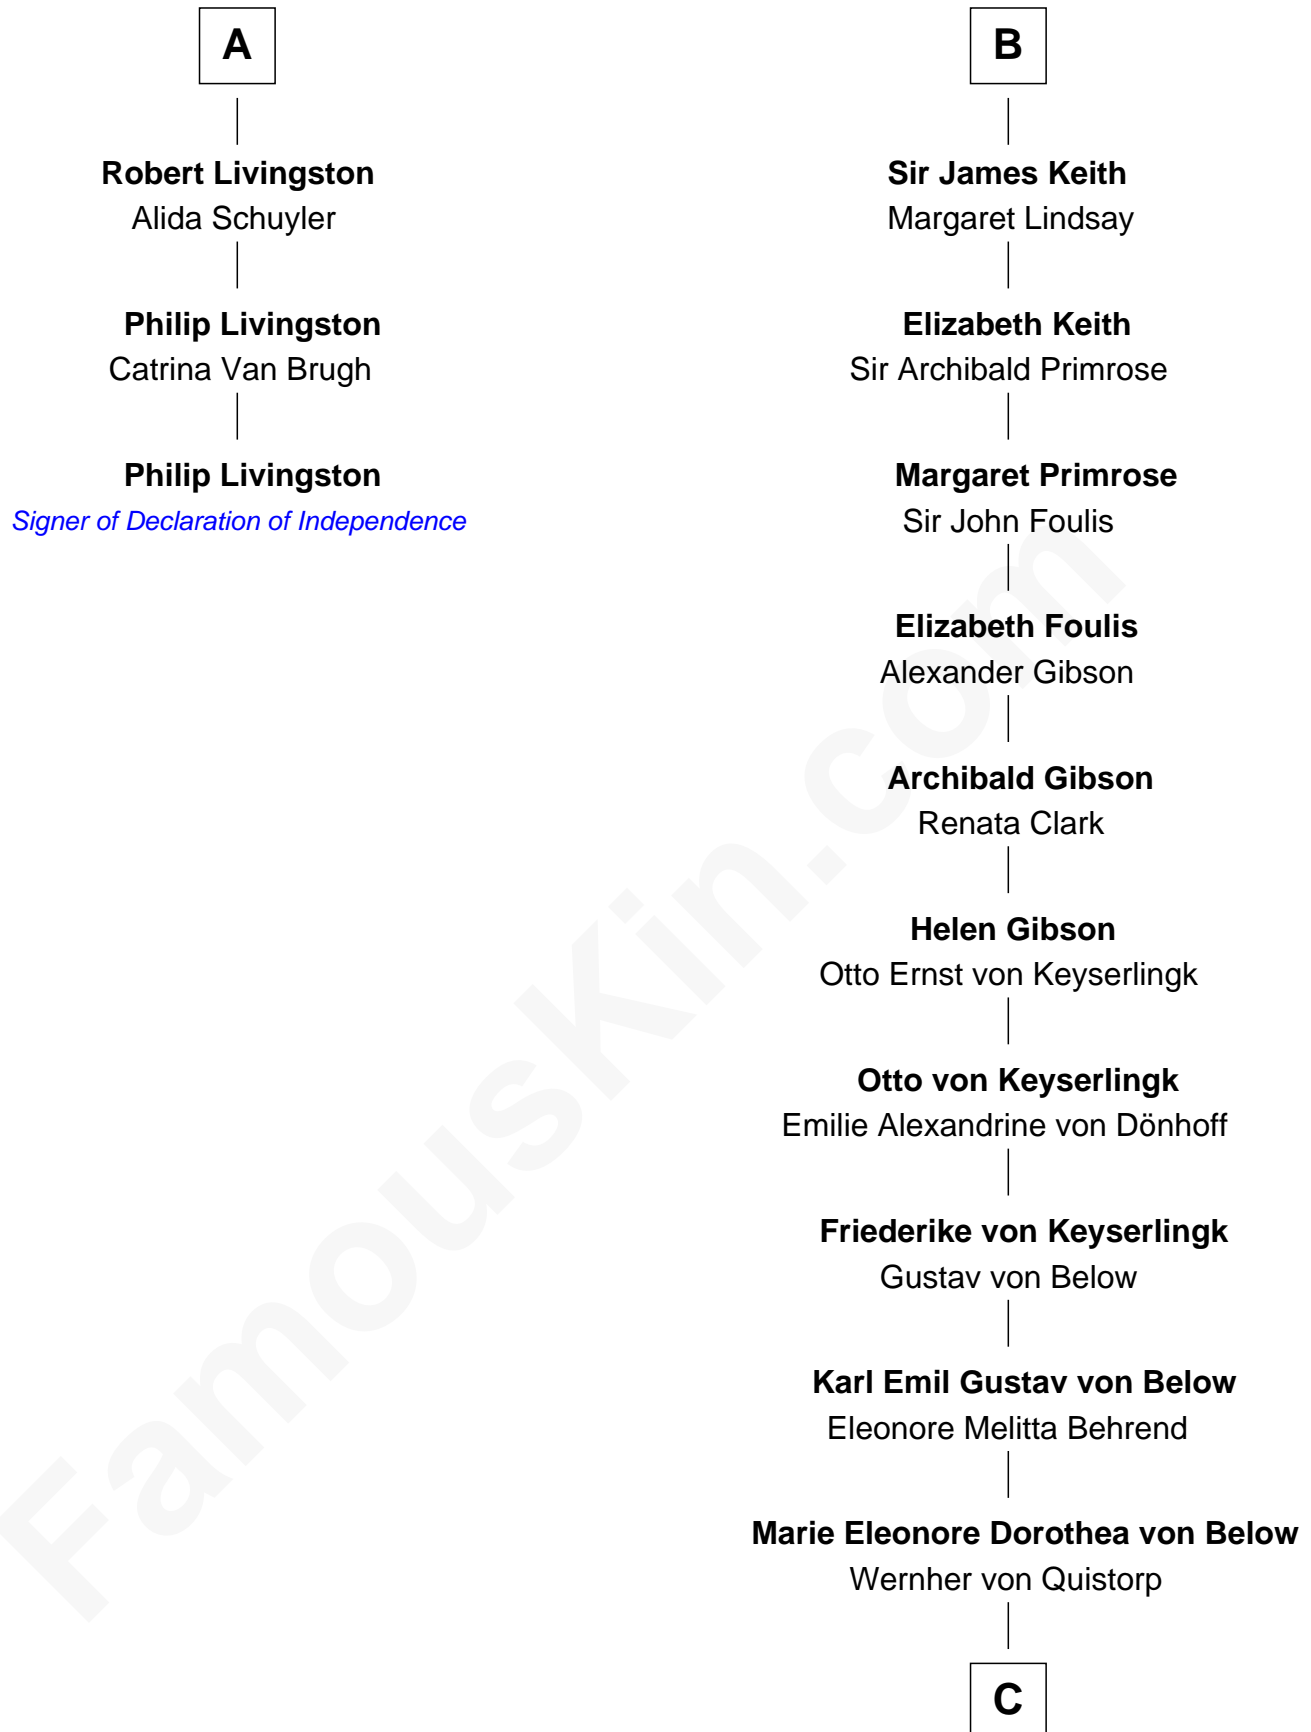 A
Robert Livingston
Alida Schuyler
Philip Livingston
Catrina Van Brugh
Philip Livingston
Signer of Declaration of Independence
B
Sir James Keith
Margaret Lindsay
Elizabeth Keith
Sir Archibald Primrose
Margaret Primrose
Sir John Foulis
Elizabeth Foulis
Alexander Gibson
Archibald Gibson
Renata Clark
Helen Gibson
Otto Ernst von Keyserlingk
Otto von Keyserlingk
Emilie Alexandrine von Dönhoff
Friederike von Keyserlingk
Gustav von Below
Karl Emil Gustav von Below
Eleonore Melitta Behrend
Marie Eleonore Dorothea von Below
Wernher von Quistorp
C
FamousKin.com